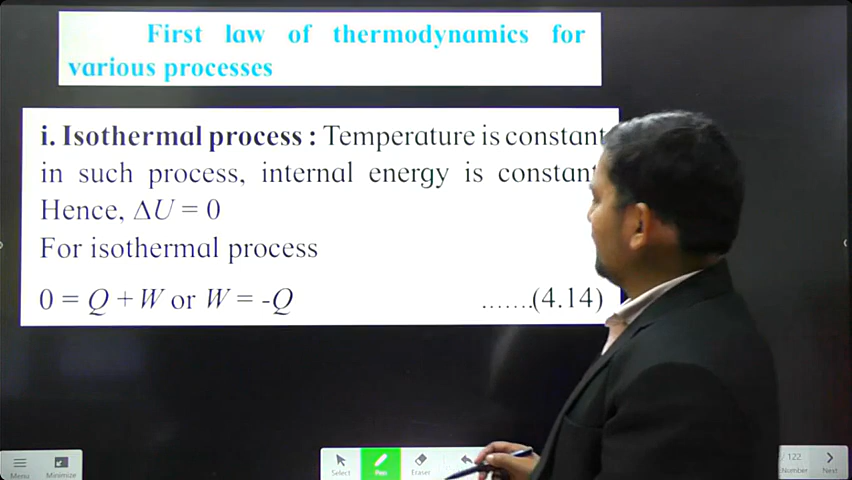 First law of thermodynamics for
various processes
i. Isothermal process : Temperature is constant
in such process, internal energy is constant
Hence, ΔU = 0
For isothermal process
0 = Q + W or W = -Q .......(4.14)
Menu Minimize Select Pen Eraser / 122 Number Next